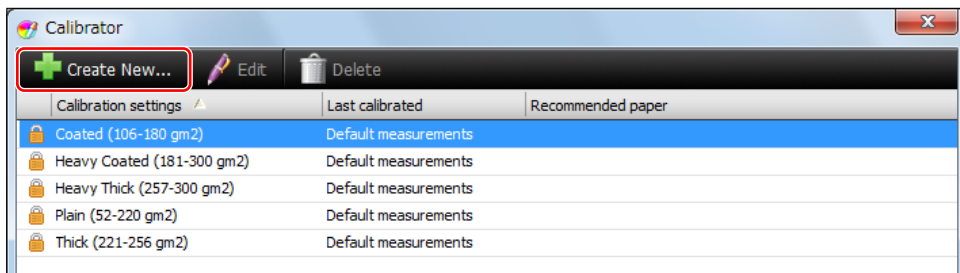 Calibrator
Create New... Edit Delete
Calibration settings Last calibrated Recommended paper
Coated (106-180 gm2) Default measurements
Heavy Coated (181-300 gm2) Default measurements
Heavy Thick (257-300 gm2) Default measurements
Plain (52-220 gm2) Default measurements
Thick (221-256 gm2) Default measurements